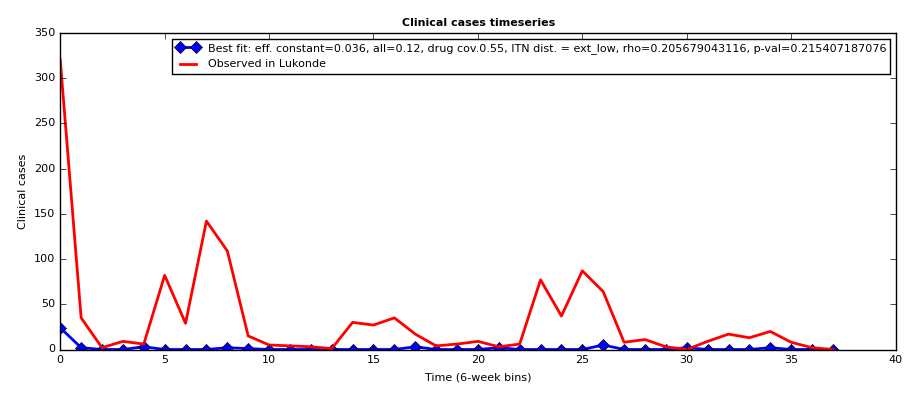 Clinical cases timeseries
Best fit: eff. constant=0.036, all=0.12, drug cov.0.55, ITN dist. = ext_low, rho=0.205679043116, p-val=0.215407187076
Observed in Lukonde
350
300
250
200
150
100
50
0
Clinical cases
0 5 10 15 20 25 30 35 40
Time (6-week bins)